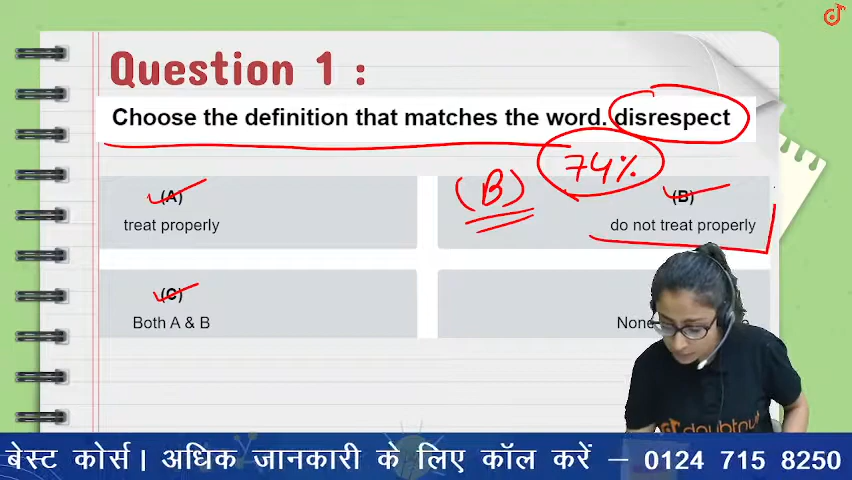 Question 1 :
Choose the definition that matches the word. disrespect
74%
(A)
(B)
(B)
treat properly
do not treat properly
(C)
Both A & B
None
doubtnut
बेस्ट कोर्स। अधिक जानकारी के लिए कॉल करें – 0124 715 8250